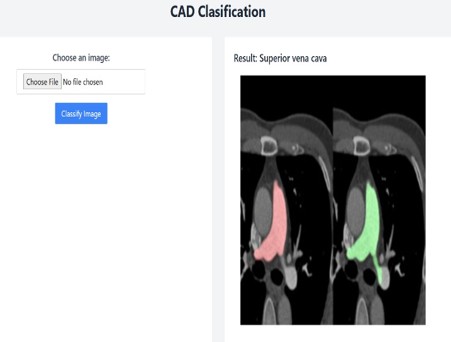 CAD Clasification
Choose an image:
Choose File No file chosen
Classify Image
Result: Superior vena cava